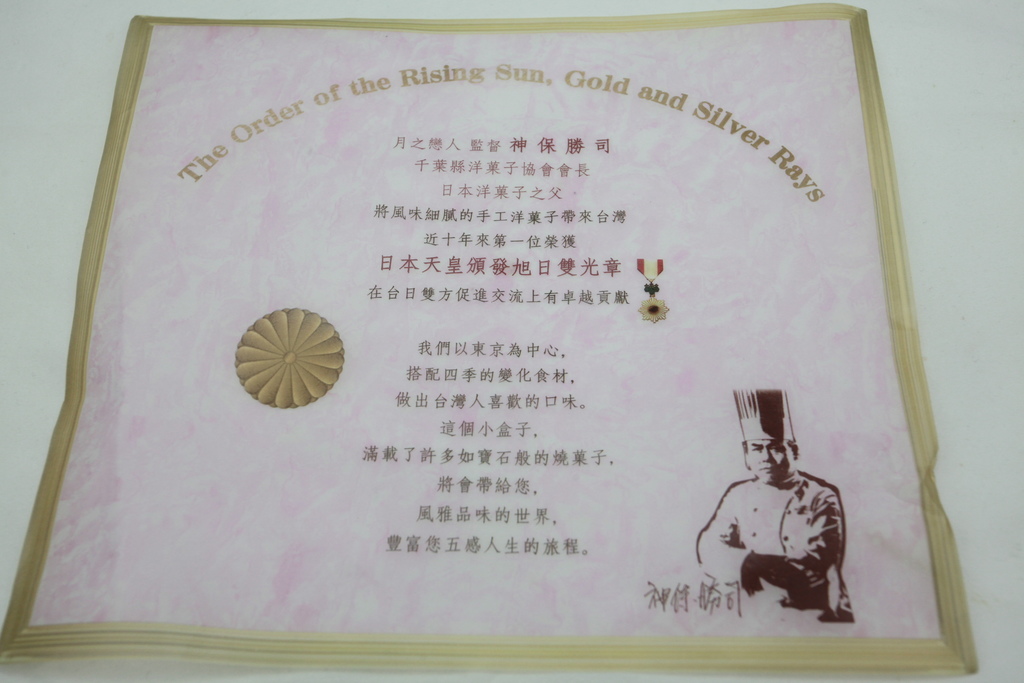 The Order of the Rising Sun, Gold and Silver Rays
月之戀人 監督 神保勝司
千葉縣洋菓子協會會長
日本洋菓子之父
將風味細膩的手工洋菓子帶來台灣
近十年來第一位榮獲
日本天皇頒發旭日雙光章
在台日雙方促進交流上有卓越貢獻
我們以東京為中心，
搭配四季的變化食材，
做出台灣人喜歡的口味。
這個小盒子，
滿載了許多如寶石般的燒菓子，
將會帶給您，
風雅品味的世界，
豐富您五感人生的旅程。
神保勝司